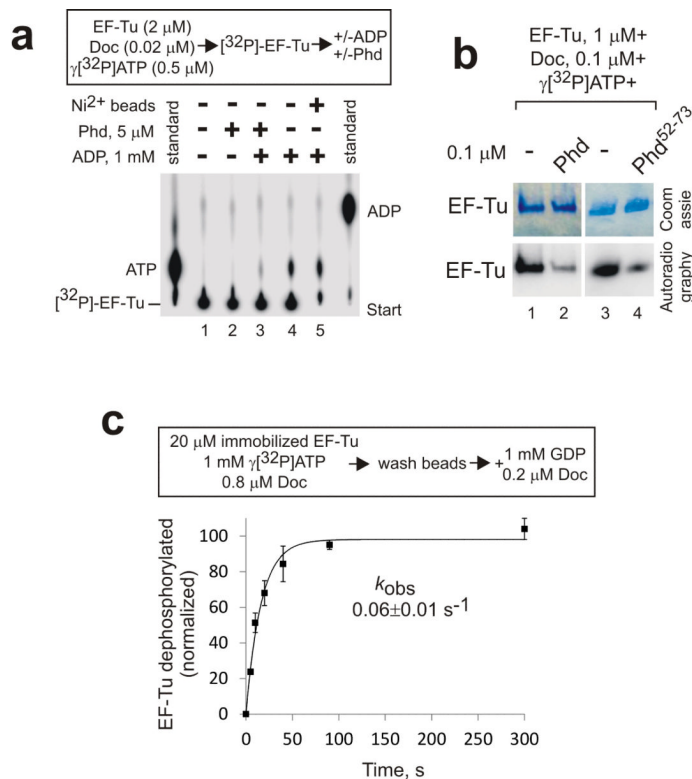 a
EF-Tu (2 μM)
Doc (0.02 μM)
γ[³²P]ATP (0.5 μM)
[³²P]-EF-Tu
+/-ADP
+/-Phd
standard
Ni²⁺ beads - - - - +
Phd, 5 μM - + + - -
ADP, 1 mM - - + + +
standard
ADP
ATP
[³²P]-EF-Tu
Start
1 2 3 4 5
b
EF-Tu, 1 μM+
Doc, 0.1 μM+
γ[³²P]ATP+
0.1 μM - Phd - Phd⁵²⁻⁷³
EF-Tu
Coom
assie
EF-Tu
Autoradio
graphy
1 2 3 4
c
20 μM immobilized EF-Tu
1 mM γ[³²P]ATP
0.8 μM Doc
wash beads
+
1 mM GDP
0.2 μM Doc
EF-Tu dephosphorylated
(normalized)
100
80
60
40
20
0
kobs
0.06±0.01 s⁻¹
0 50 100 150 200 250 300
Time, s